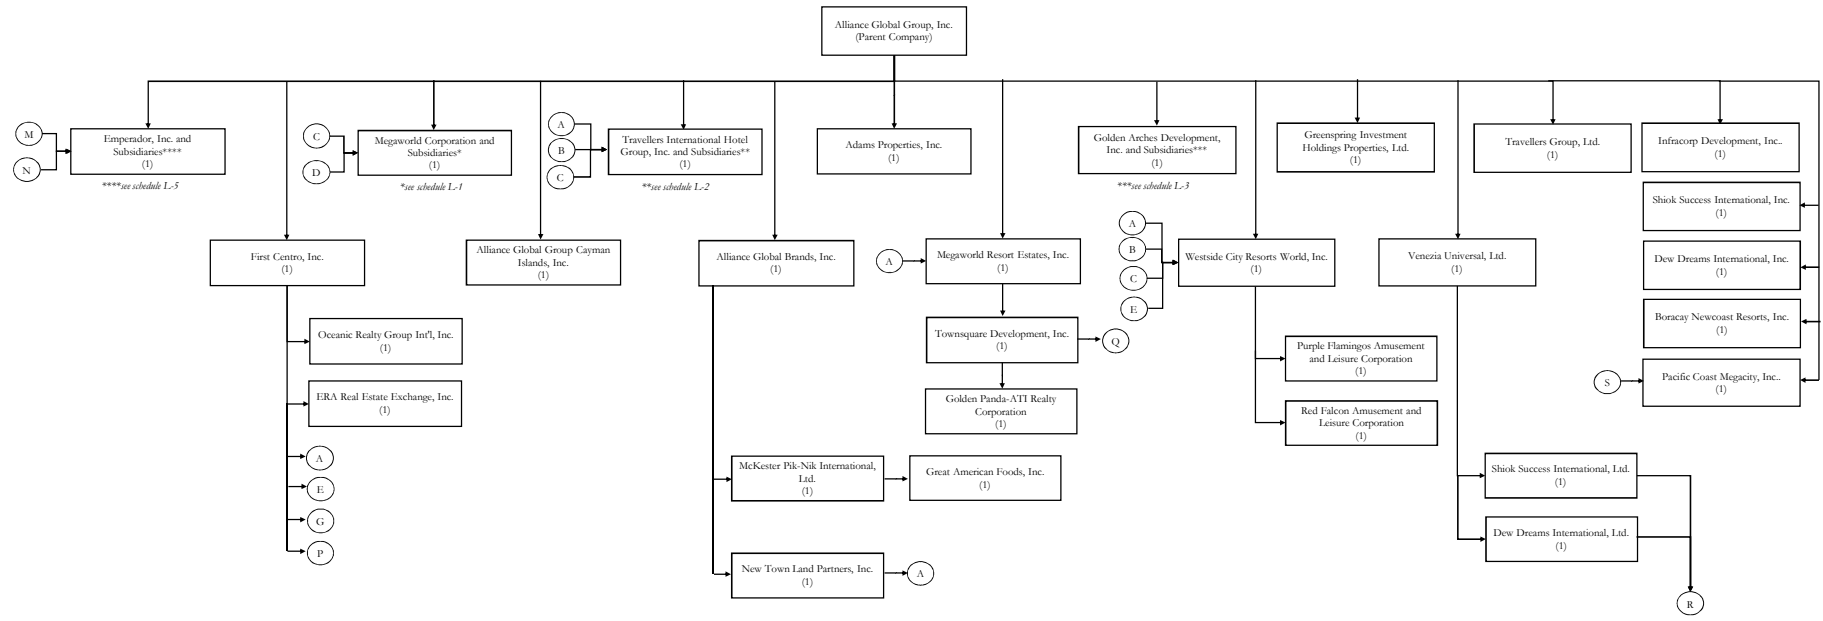 Alliance Global Group, Inc.
(Parent Company)
M
N
Emperador, Inc. and
Subsidiaries****
(1)
****see schedule L-5
C
D
Megaworld Corporation and
Subsidiaries*
(1)
*see schedule L-1
A
B
C
Travellers International Hotel
Group, Inc. and Subsidiaries**
(1)
**see schedule L-2
Adams Properties, Inc.
(1)
Golden Arches Development,
Inc. and Subsidiaries***
(1)
***see schedule L-3
Greenspring Investment
Holdings Properties, Ltd.
(1)
Travellers Group, Ltd.
(1)
Infracorp Development, Inc..
(1)
Shiok Success International, Inc.
(1)
Dew Dreams International, Inc.
(1)
Boracay Newcoast Resorts, Inc.
(1)
S
Pacific Coast Megacity, Inc..
(1)
First Centro, Inc.
(1)
Oceanic Realty Group Int'l, Inc.
(1)
ERA Real Estate Exchange, Inc.
(1)
A
E
G
P
Alliance Global Group Cayman
Islands, Inc.
(1)
Alliance Global Brands, Inc.
(1)
McKester Pik-Nik International,
Ltd.
(1)
Great American Foods, Inc.
(1)
New Town Land Partners, Inc.
(1)
A
A
Megaworld Resort Estates, Inc.
(1)
Townsquare Development, Inc.
(1)
Q
Golden Panda-ATI Realty
Corporation
(1)
A
B
C
E
Westside City Resorts World, Inc.
(1)
Purple Flamingos Amusement
and Leisure Corporation
(1)
Red Falcon Amusement and
Leisure Corporation
(1)
Venezia Universal, Ltd.
(1)
Shiok Success International, Ltd.
(1)
Dew Dreams International, Ltd.
(1)
R